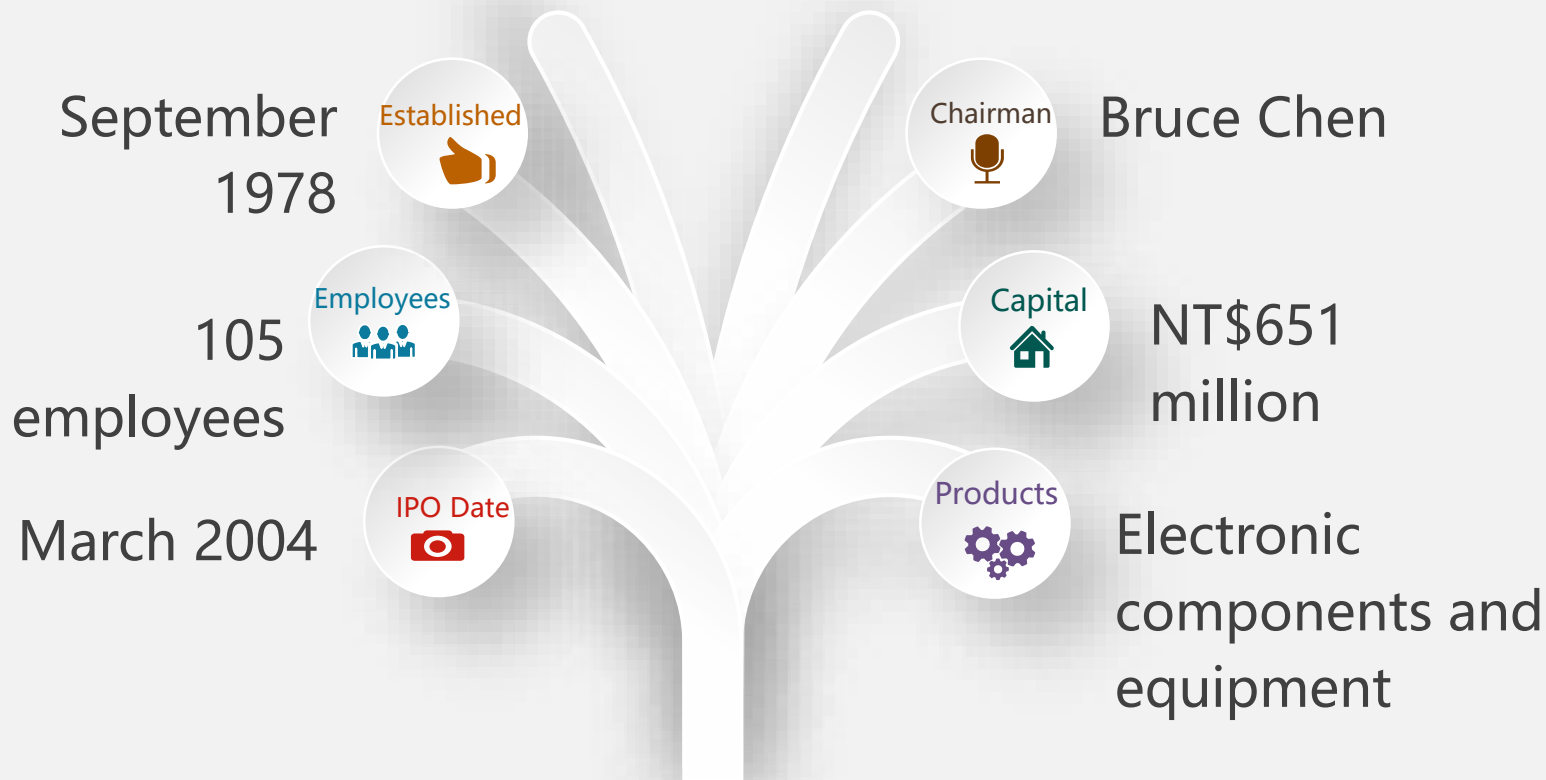 Established
September
1978
Employees
105
employees
IPO Date
March 2004
Chairman
Bruce Chen
Capital
NT$651
million
Products
Electronic
components and
equipment